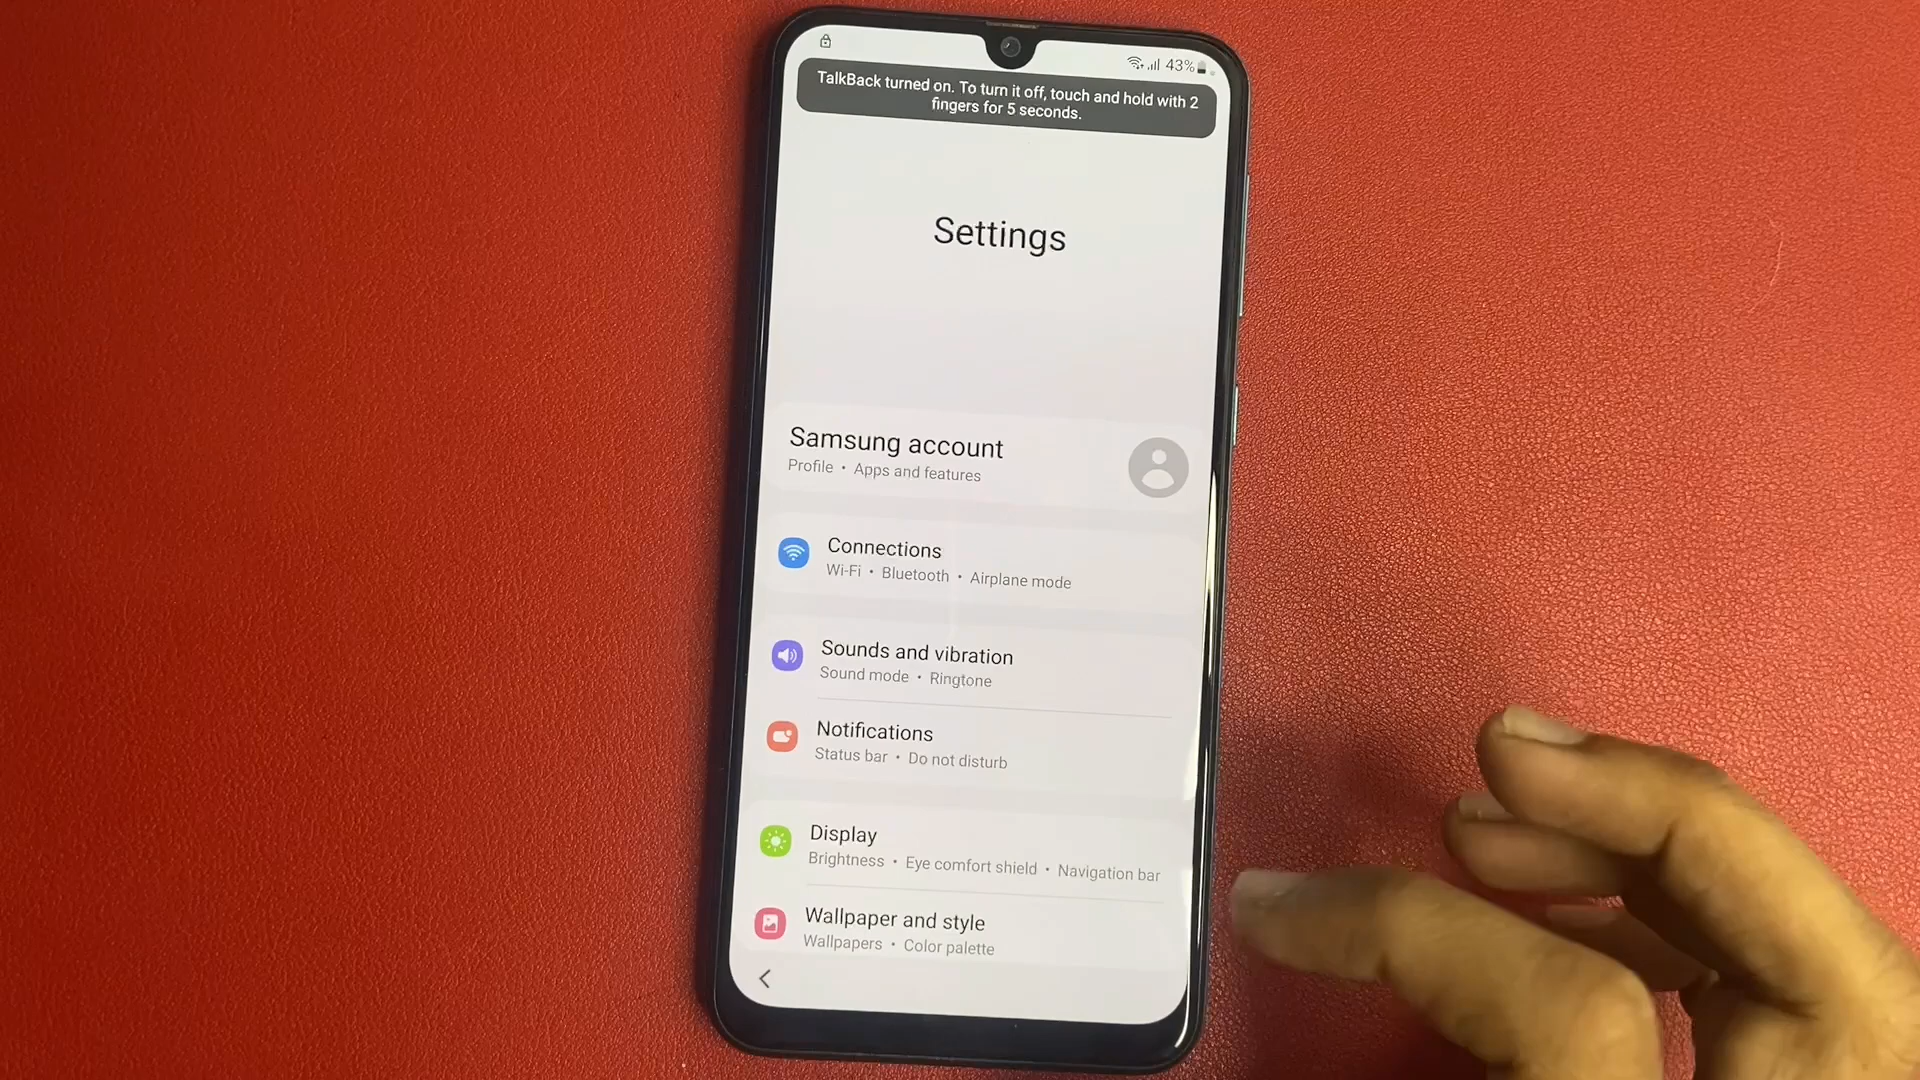 43%
TalkBack turned on. To turn it off, touch and hold with 2
fingers for 5 seconds.
Settings
Samsung account
Profile • Apps and features
Connections
Wi-Fi • Bluetooth • Airplane mode
Sounds and vibration
Sound mode • Ringtone
Notifications
Status bar • Do not disturb
Display
Brightness • Eye comfort shield • Navigation bar
Wallpaper and style
Wallpapers • Color palette